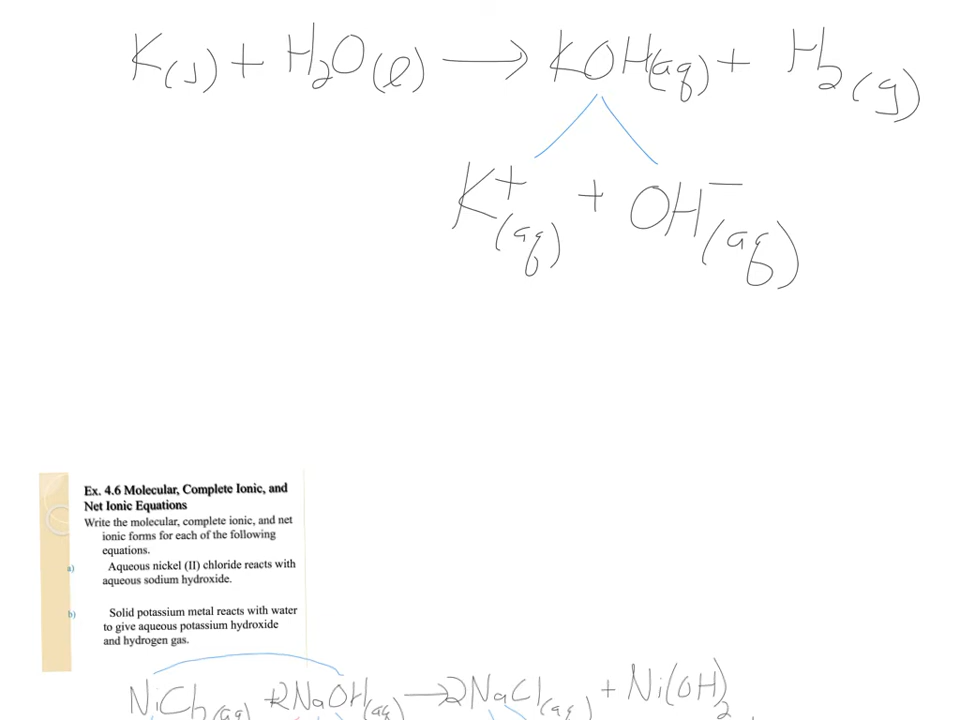 K(s) + H₂O(l) → KOH(aq) + H₂(g)
K⁺(aq) + OH⁻(aq)
Ex. 4.6 Molecular, Complete Ionic, and
Net Ionic Equations
Write the molecular, complete ionic, and net
ionic forms for each of the following
equations.
a) Aqueous nickel (II) chloride reacts with
aqueous sodium hydroxide.
b) Solid potassium metal reacts with water
to give aqueous potassium hydroxide
and hydrogen gas.
NiCl₂(aq) + 2NaOH(aq) → 2NaCl(aq) + Ni(OH)₂